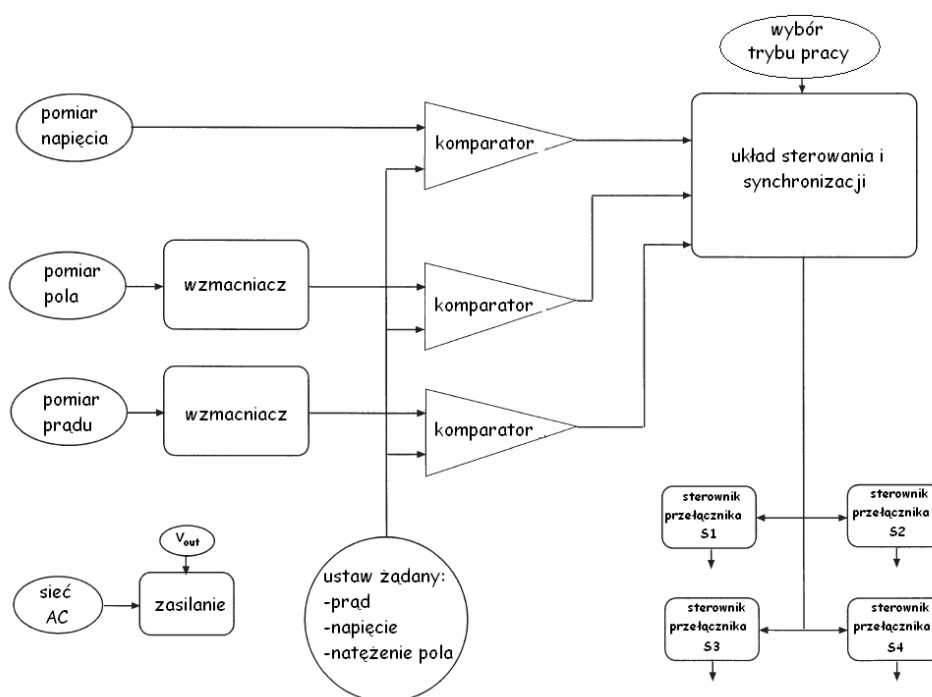 wybór
trybu pracy
pomiar
napięcia
komparator
układ sterowania i
synchronizacji
pomiar
pola
wzmacniacz
komparator
pomiar
prądu
wzmacniacz
komparator
sterownik
przełącznika
S1
sterownik
przełącznika
S2
Vout
sieć
AC
zasilanie
ustaw żądany:
-prąd
-napięcie
-natężenie pola
sterownik
przełącznika
S3
sterownik
przełącznika
S4